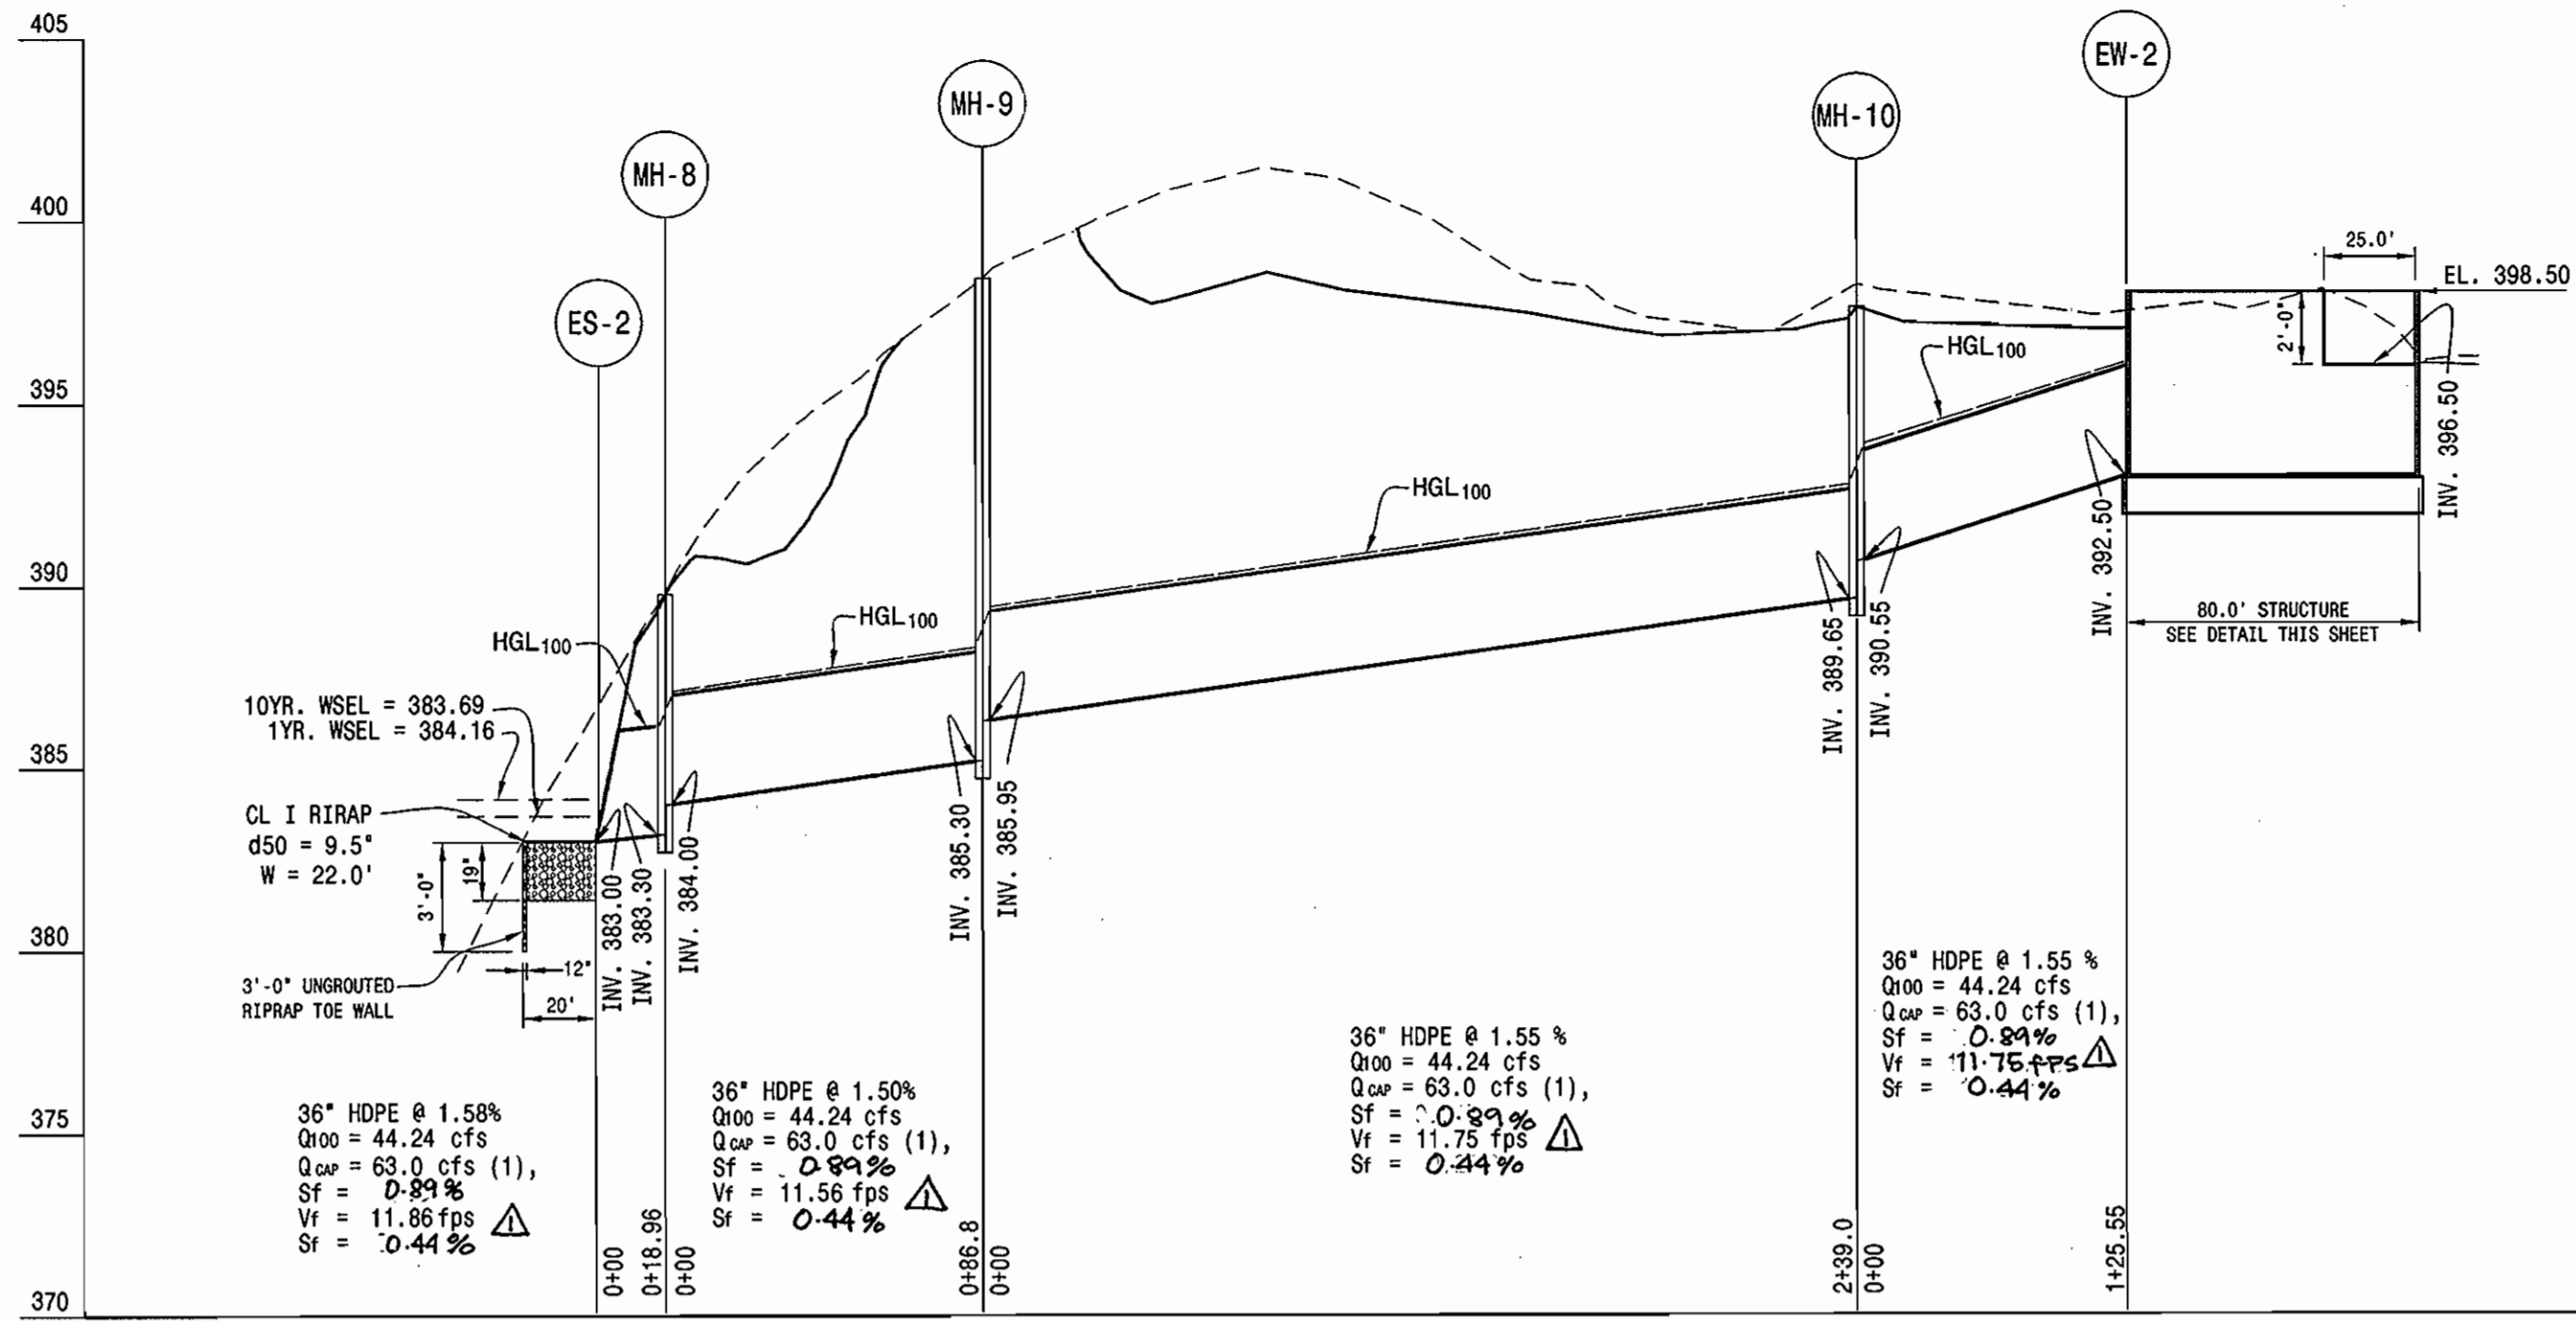 405
400
395
390
385
380
375
370
ES-2
MH-8
MH-9
MH-10
EW-2
25.0'
EL. 398.50
2'-0"
INV. 396.50
HGL100
HGL100
HGL100
HGL100
INV. 392.50
80.0' STRUCTURE
SEE DETAIL THIS SHEET
INV. 389.65
INV. 390.55
INV. 385.30
INV. 385.95
10YR. WSEL = 383.69
1YR. WSEL = 384.16
CL I RIRAP
d50 = 9.5"
W = 22.0'
3'-0"
19"
12"
20'
3'-0" UNGROUTED
RIPRAP TOE WALL
INV. 383.00
INV. 383.30
INV. 384.00
36" HDPE @ 1.58%
Q100 = 44.24 cfs
QCAP = 63.0 cfs (1),
Sf = 0.89%
Vf = 11.86 fps
Sf = 0.44%
1
36" HDPE @ 1.50%
Q100 = 44.24 cfs
QCAP = 63.0 cfs (1),
Sf = 0.89%
Vf = 11.56 fps
Sf = 0.44%
1
36" HDPE @ 1.55 %
Q100 = 44.24 cfs
QCAP = 63.0 cfs (1),
Sf = 0.89%
Vf = 11.75 fps
Sf = 0.44%
1
36" HDPE @ 1.55 %
Q100 = 44.24 cfs
QCAP = 63.0 cfs (1),
Sf = 0.89%
Vf = 11.75 fps
Sf = 0.44%
1
0+00
0+18.96
0+00
0+86.8
0+00
2+39.0
0+00
1+25.55